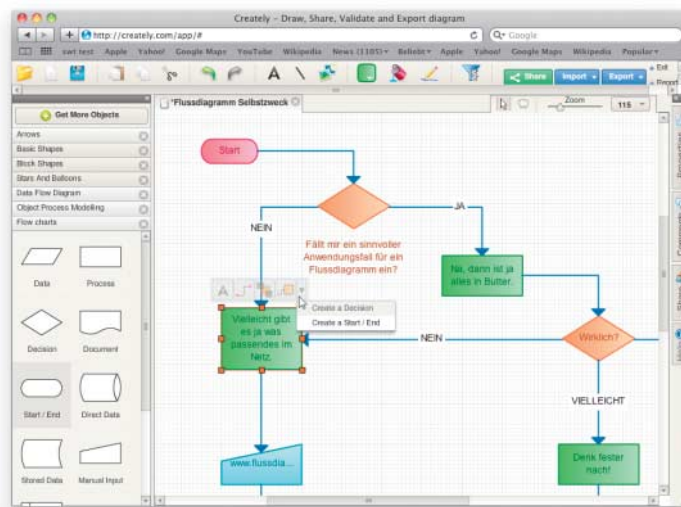 Creately – Draw, Share, Validate and Export diagram
http://creately.com/app/#
Google
swt test Apple Yahoo! Google Maps YouTube Wikipedia News (1105) Beliebt Apple Yahoo! Google Maps Wikipedia Popular
Share Import Export
Exit
Report
Get More Objects
*Flussdiagramm Selbstzweck
Zoom
115
Arrows
Basic Shapes
Block Shapes
Stars And Balloons
Data Flow Diagram
Object Process Modelling
Flow charts
Data Process
Decision Document
Start / End Direct Data
Stored Data Manual Input
Start
JA
NEIN
Fällt mir ein sinnvoller
Anwendungsfall für ein
Flussdiagramm ein?
Na, dann ist ja
alles in Butter.
Create a Decision
Create a Start / End
Vielleicht gibt
es ja was
passendes im
Netz.
NEIN
Wirklich?
VIELLEICHT
www.flussdia...
Denk fester
nach!